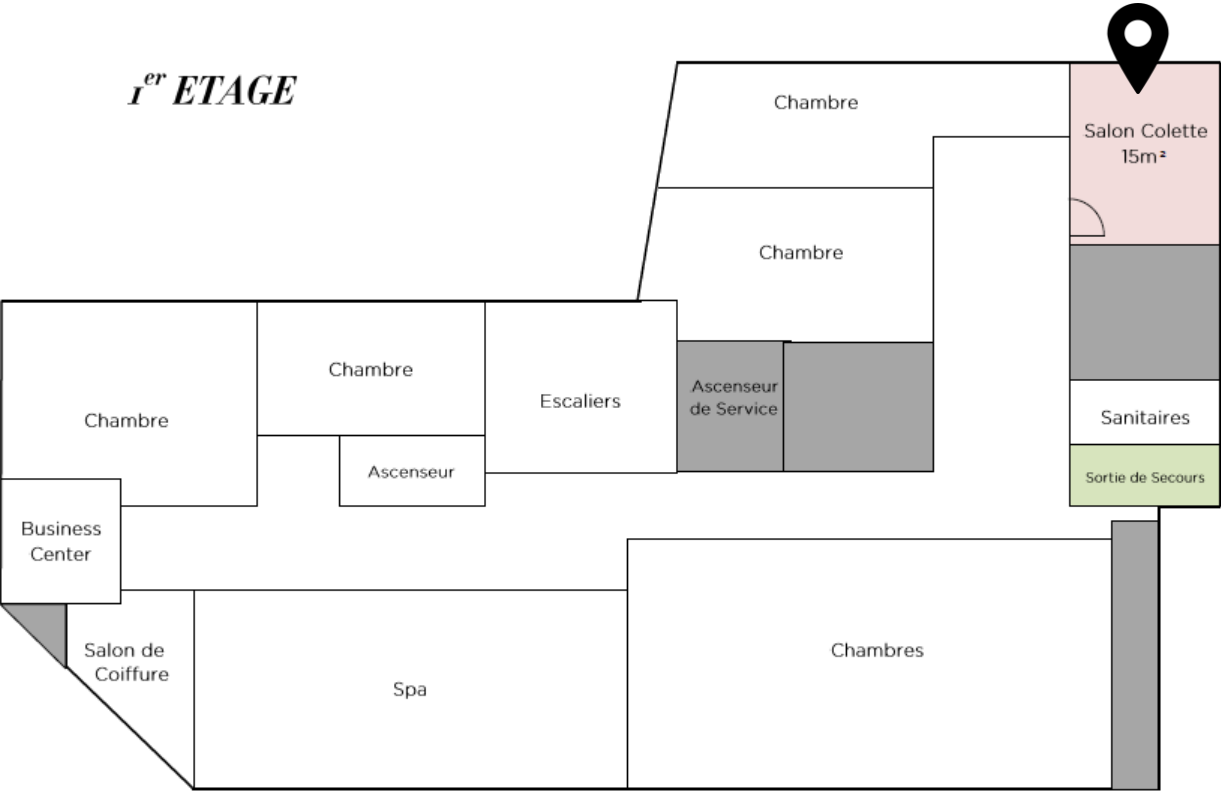 1er ETAGE
Chambre
Salon Colette
15m²
Chambre
Chambre
Chambre
Escaliers
Ascenseur
de Service
Sanitaires
Ascenseur
Sortie de Secours
Business
Center
Salon de
Coiffure
Spa
Chambres